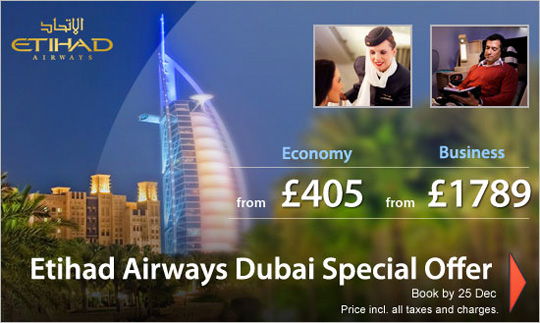 الإتحاد
ETIHAD
AIRWAYS
Economy
Business
from £405
from £1789
Etihad Airways Dubai Special Offer
Book by 25 Dec
Price incl. all taxes and charges.